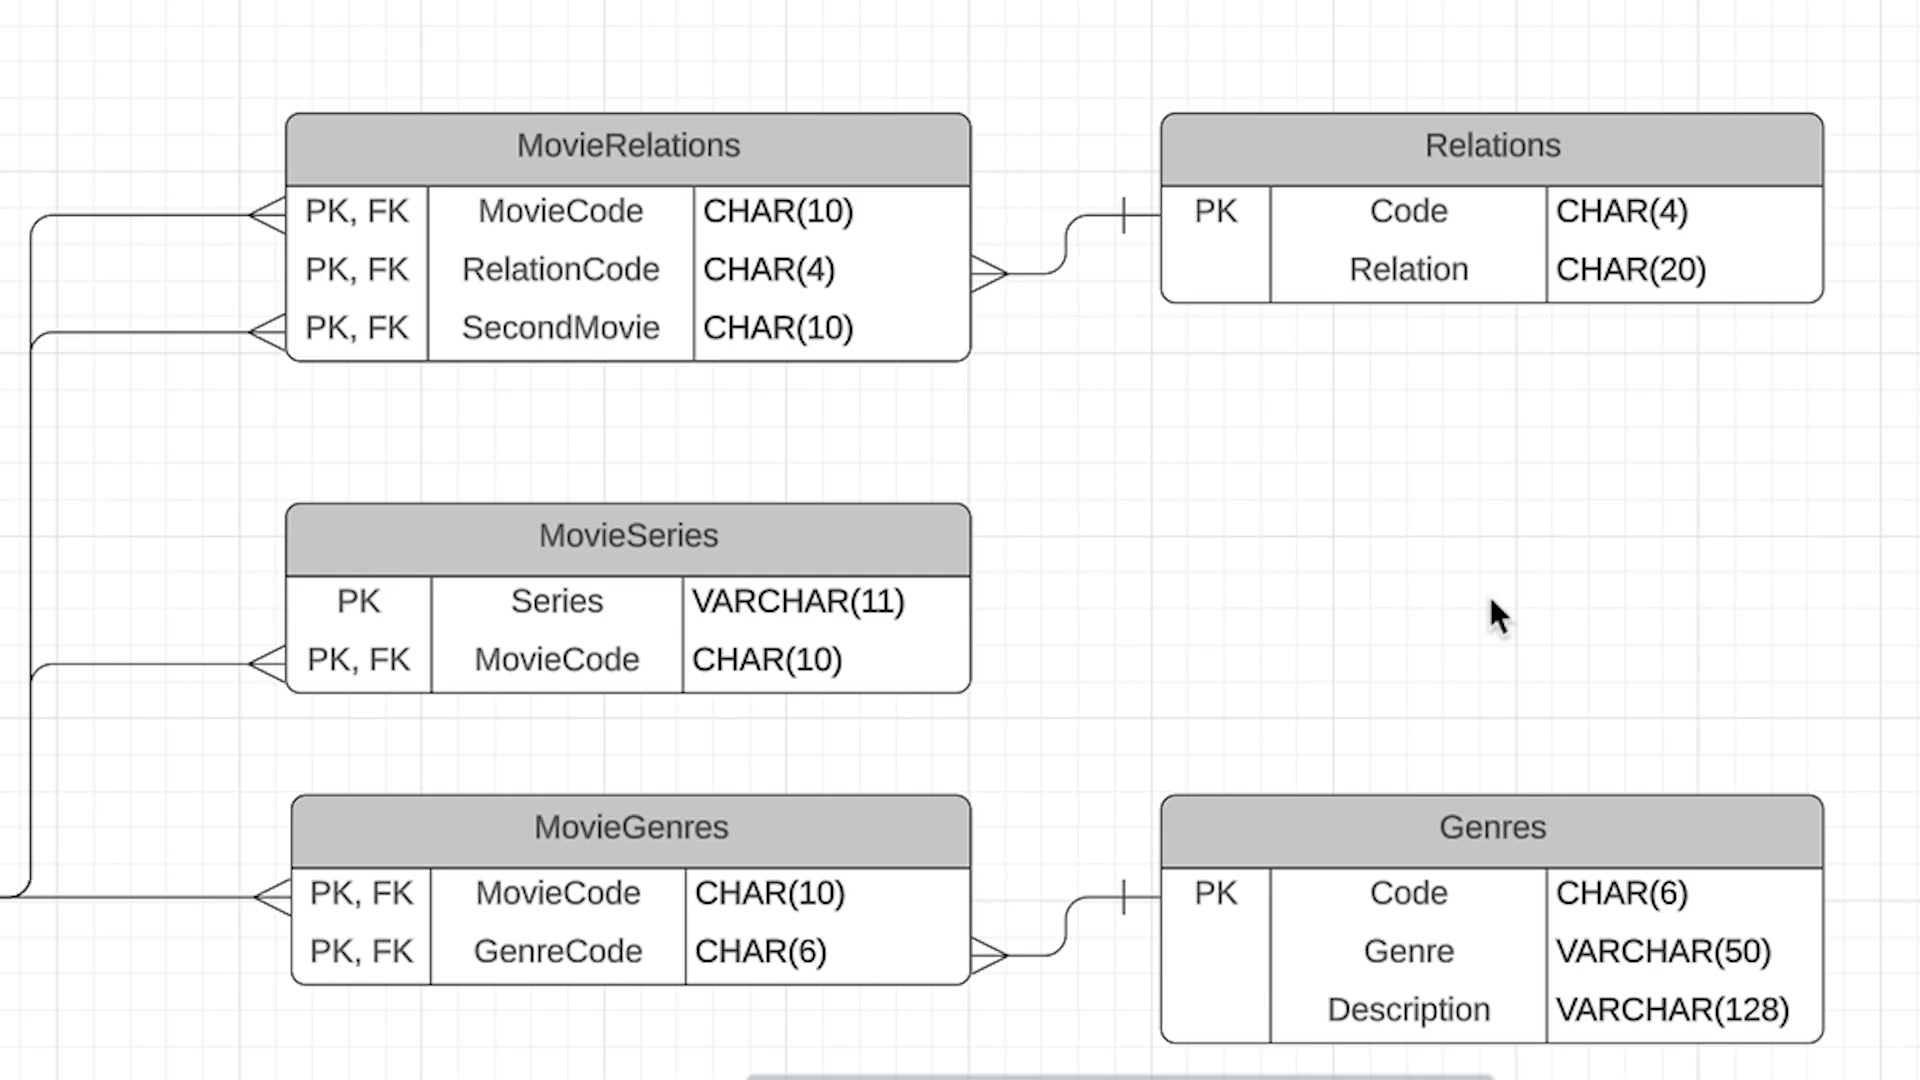 MovieRelations
PK, FK MovieCode CHAR(10)
PK, FK RelationCode CHAR(4)
PK, FK SecondMovie CHAR(10)
Relations
PK Code CHAR(4)
Relation CHAR(20)
MovieSeries
PK Series VARCHAR(11)
PK, FK MovieCode CHAR(10)
MovieGenres
PK, FK MovieCode CHAR(10)
PK, FK GenreCode CHAR(6)
Genres
PK Code CHAR(6)
Genre VARCHAR(50)
Description VARCHAR(128)